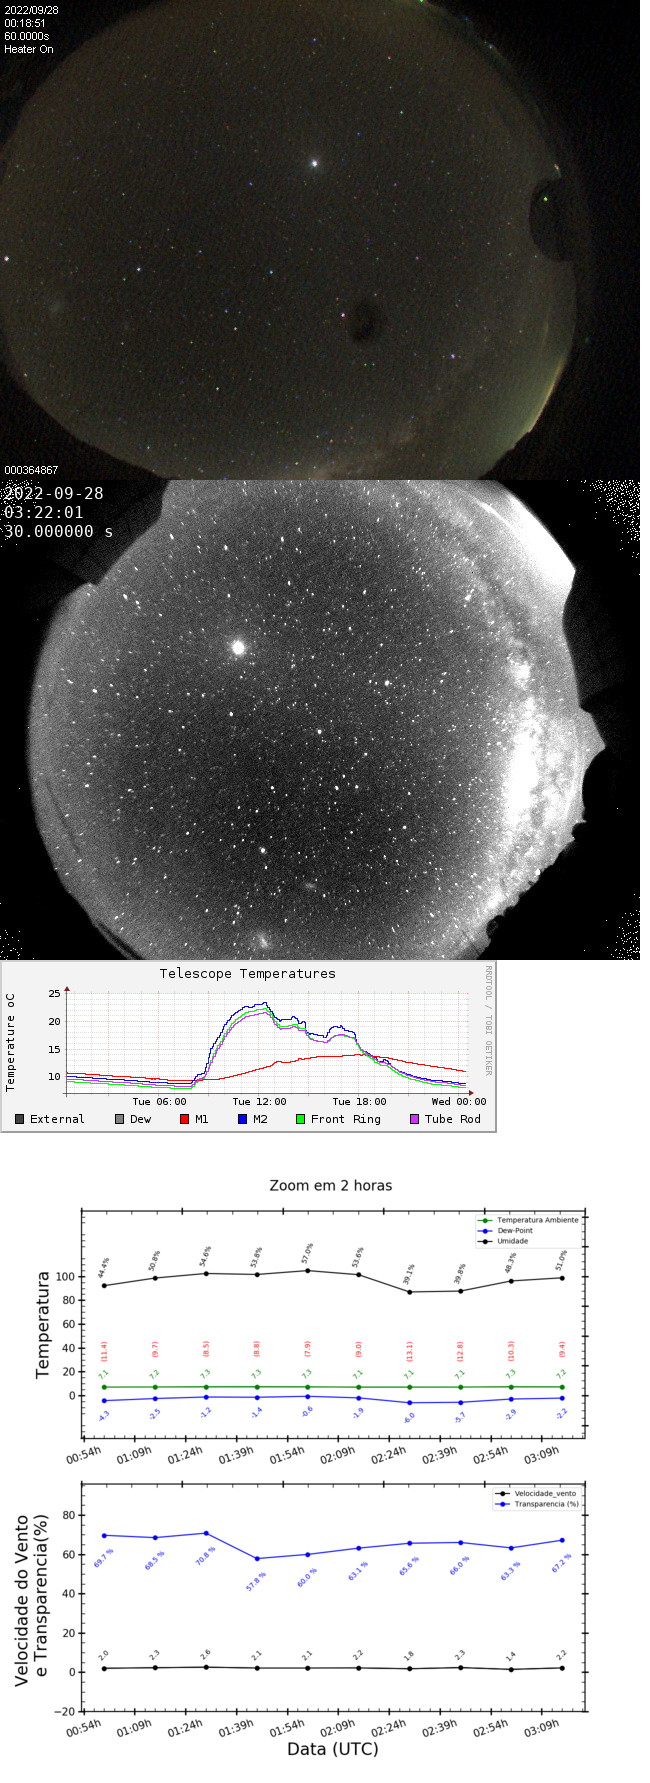 2022/09/28
00:18:51
60.0000s
Heater On
000364867
2022-09-28
03:22:01
30.000000 s
Telescope Temperatures
RRDTOOL / TOBI OETIKER
Temperature oC
25
20
15
10
Tue 06:00 Tue 12:00 Tue 18:00 Wed 00:00
External Dew M1 M2 Front Ring Tube Rod
Zoom em 2 horas
Temperatura Ambiente
Dew-Point
Umidade
44.4% 50.8% 54.6% 53.8% 57.0% 53.6% 39.1% 39.8% 48.3% 51.0%
Temperatura
100
80
60
40
20
0
(11.4) (9.7) (8.5) (8.8) (7.9) (9.0) (13.1) (12.8) (10.3) (9.4)
7.1 7.2 7.3 7.3 7.3 7.1 7.1 7.1 7.3 7.2
-4.3 -2.5 -1.2 -1.4 -0.6 -1.9 -6.0 -5.7 -2.9 -2.2
00:54h 01:09h 01:24h 01:39h 01:54h 02:09h 02:24h 02:39h 02:54h 03:09h
Velocidade_vento
Transparencia (%)
Velocidade do Vento
e Transparencia(%)
80
60
40
20
0
−20
69.7 % 68.5 % 70.8 % 57.8 % 60.0 % 63.1 % 65.6 % 66.0 % 63.3 % 67.2 %
2.0 2.3 2.6 2.1 2.1 2.2 1.8 2.3 1.4 2.2
00:54h 01:09h 01:24h 01:39h 01:54h 02:09h 02:24h 02:39h 02:54h 03:09h
Data (UTC)